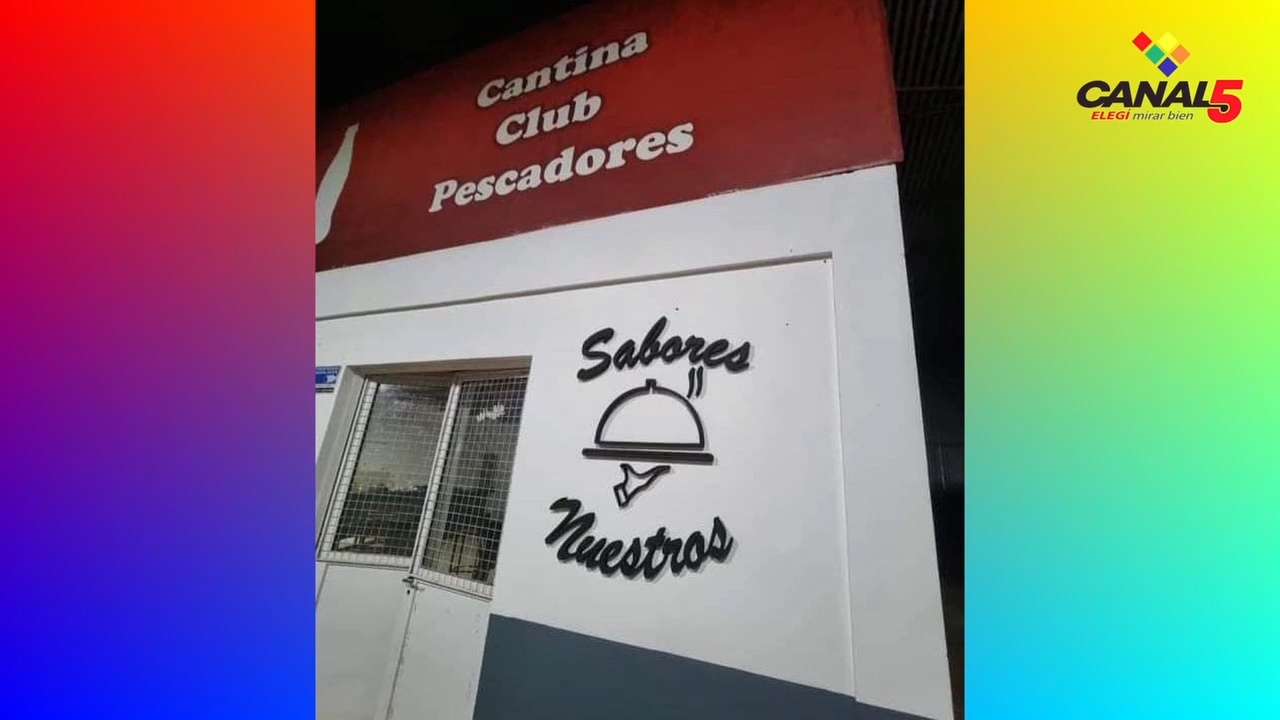 Cantina
Club
Pescadores
Sabores
Nuestros
CANAL5
ELEGÍ mirar bien